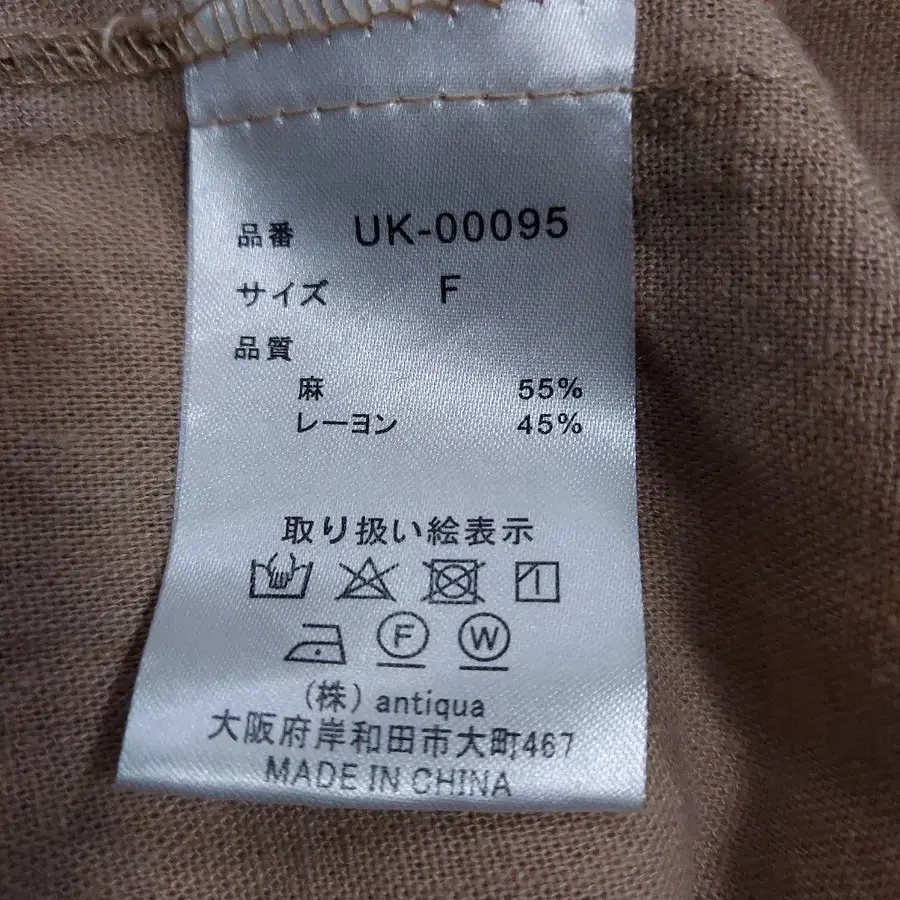 品番 UK-00095
サイズ F
品質
麻 55%
レーヨン 45%
取り扱い絵表示
F W
(株) antiqua
大阪府岸和田市大町467
MADE IN CHINA